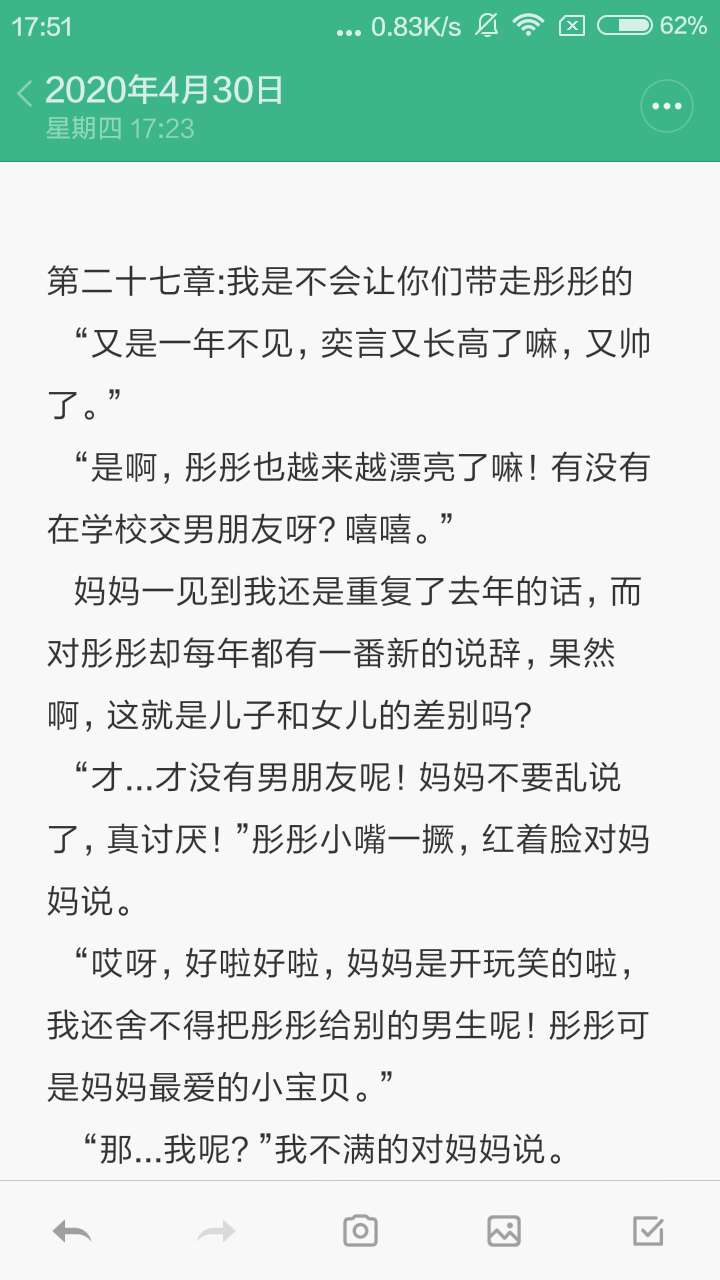 17:51
... 0.83K/s 62%
2020年4月30日
星期四 17:23
第二十七章:我是不会让你们带走彤彤的
“又是一年不见，奕言又长高了嘛，又帅
了。”
“是啊，彤彤也越来越漂亮了嘛！有没有
在学校交男朋友呀？嘻嘻。”
妈妈一见到我还是重复了去年的话，而
对彤彤却每年都有一番新的说辞，果然
啊，这就是儿子和女儿的差别吗？
“才...才没有男朋友呢！妈妈不要乱说
了，真讨厌！”彤彤小嘴一撅，红着脸对妈
妈说。
“哎呀，好啦好啦，妈妈是开玩笑的啦，
我还舍不得把彤彤给别的男生呢！彤彤可
是妈妈最爱的小宝贝。”
“那...我呢？”我不满的对妈妈说。